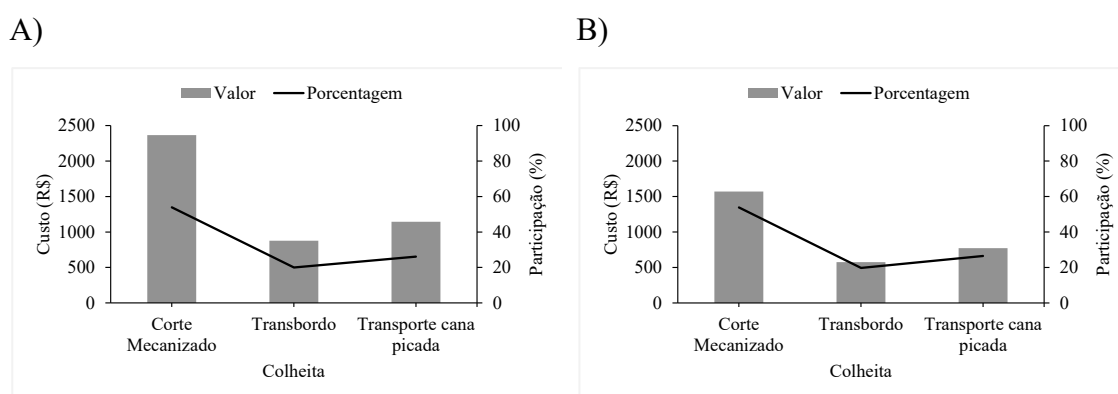 A)
Valor Porcentagem
Custo (R$)
2500
2000
1500
1000
500
0
Participação (%)
100
80
60
40
20
0
Corte Mecanizado
Transbordo
Transporte cana picada
Colheita
B)
Valor Porcentagem
Custo (R$)
2500
2000
1500
1000
500
0
Participação (%)
100
80
60
40
20
0
Corte Mecanizado
Transbordo
Transporte cana picada
Colheita